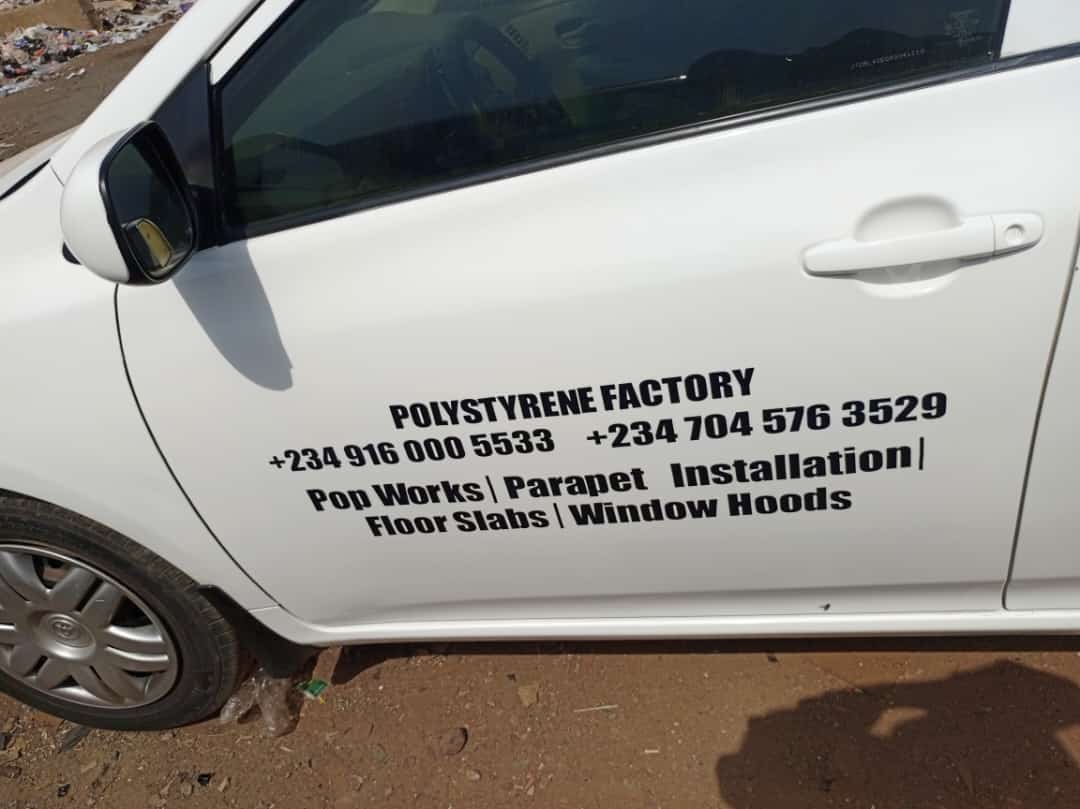 POLYSTYRENE FACTORY
+234 916 000 5533 +234 704 576 3529
Pop Works | Parapet Installation |
Floor Slabs | Window Hoods